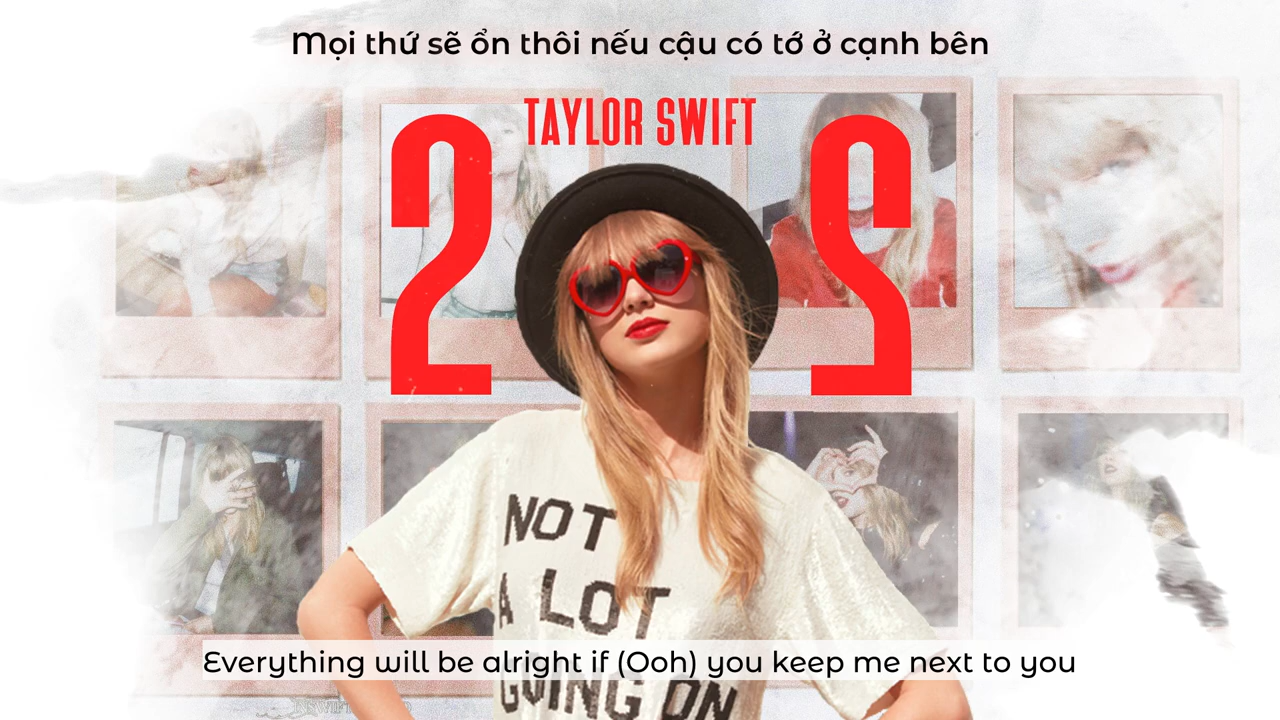 Mọi thứ sẽ ổn thôi nếu cậu có tớ ở cạnh bên
TAYLOR SWIFT
2 2
NOT
A LOT
GOING ON
Everything will be alright if (Ooh) you keep me next to you